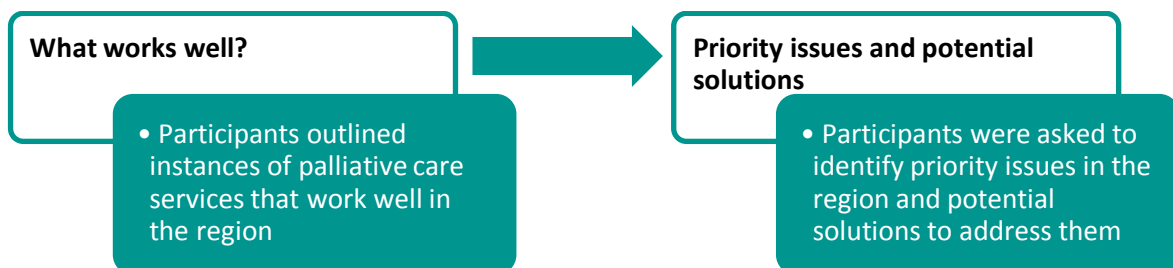 What works well?
• Participants outlined
instances of palliative care
services that work well in
the region
Priority issues and potential
solutions
• Participants were asked to
identify priority issues in the
region and potential
solutions to address them